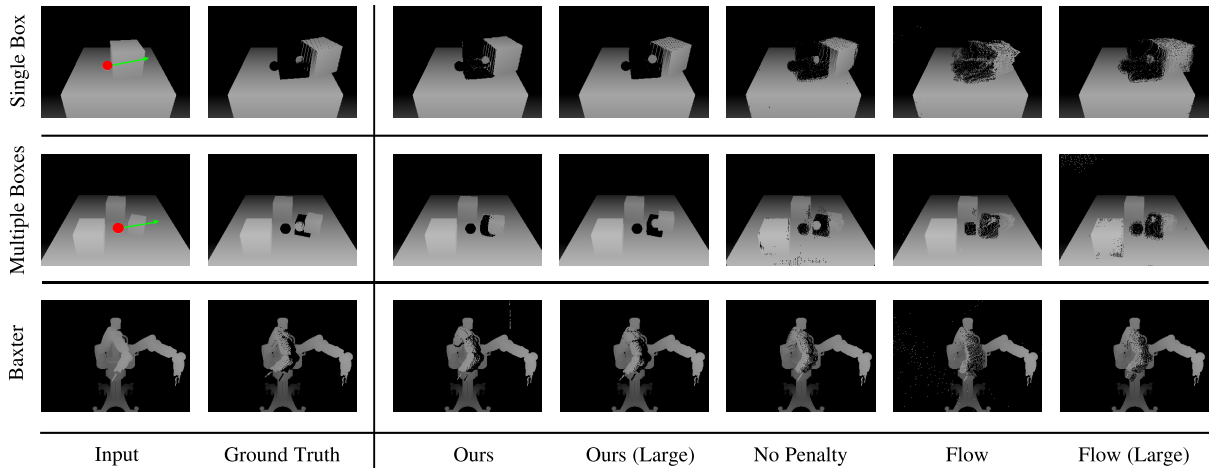 Single Box
Multiple Boxes
Baxter
Input
Ground Truth
Ours
Ours (Large)
No Penalty
Flow
Flow (Large)